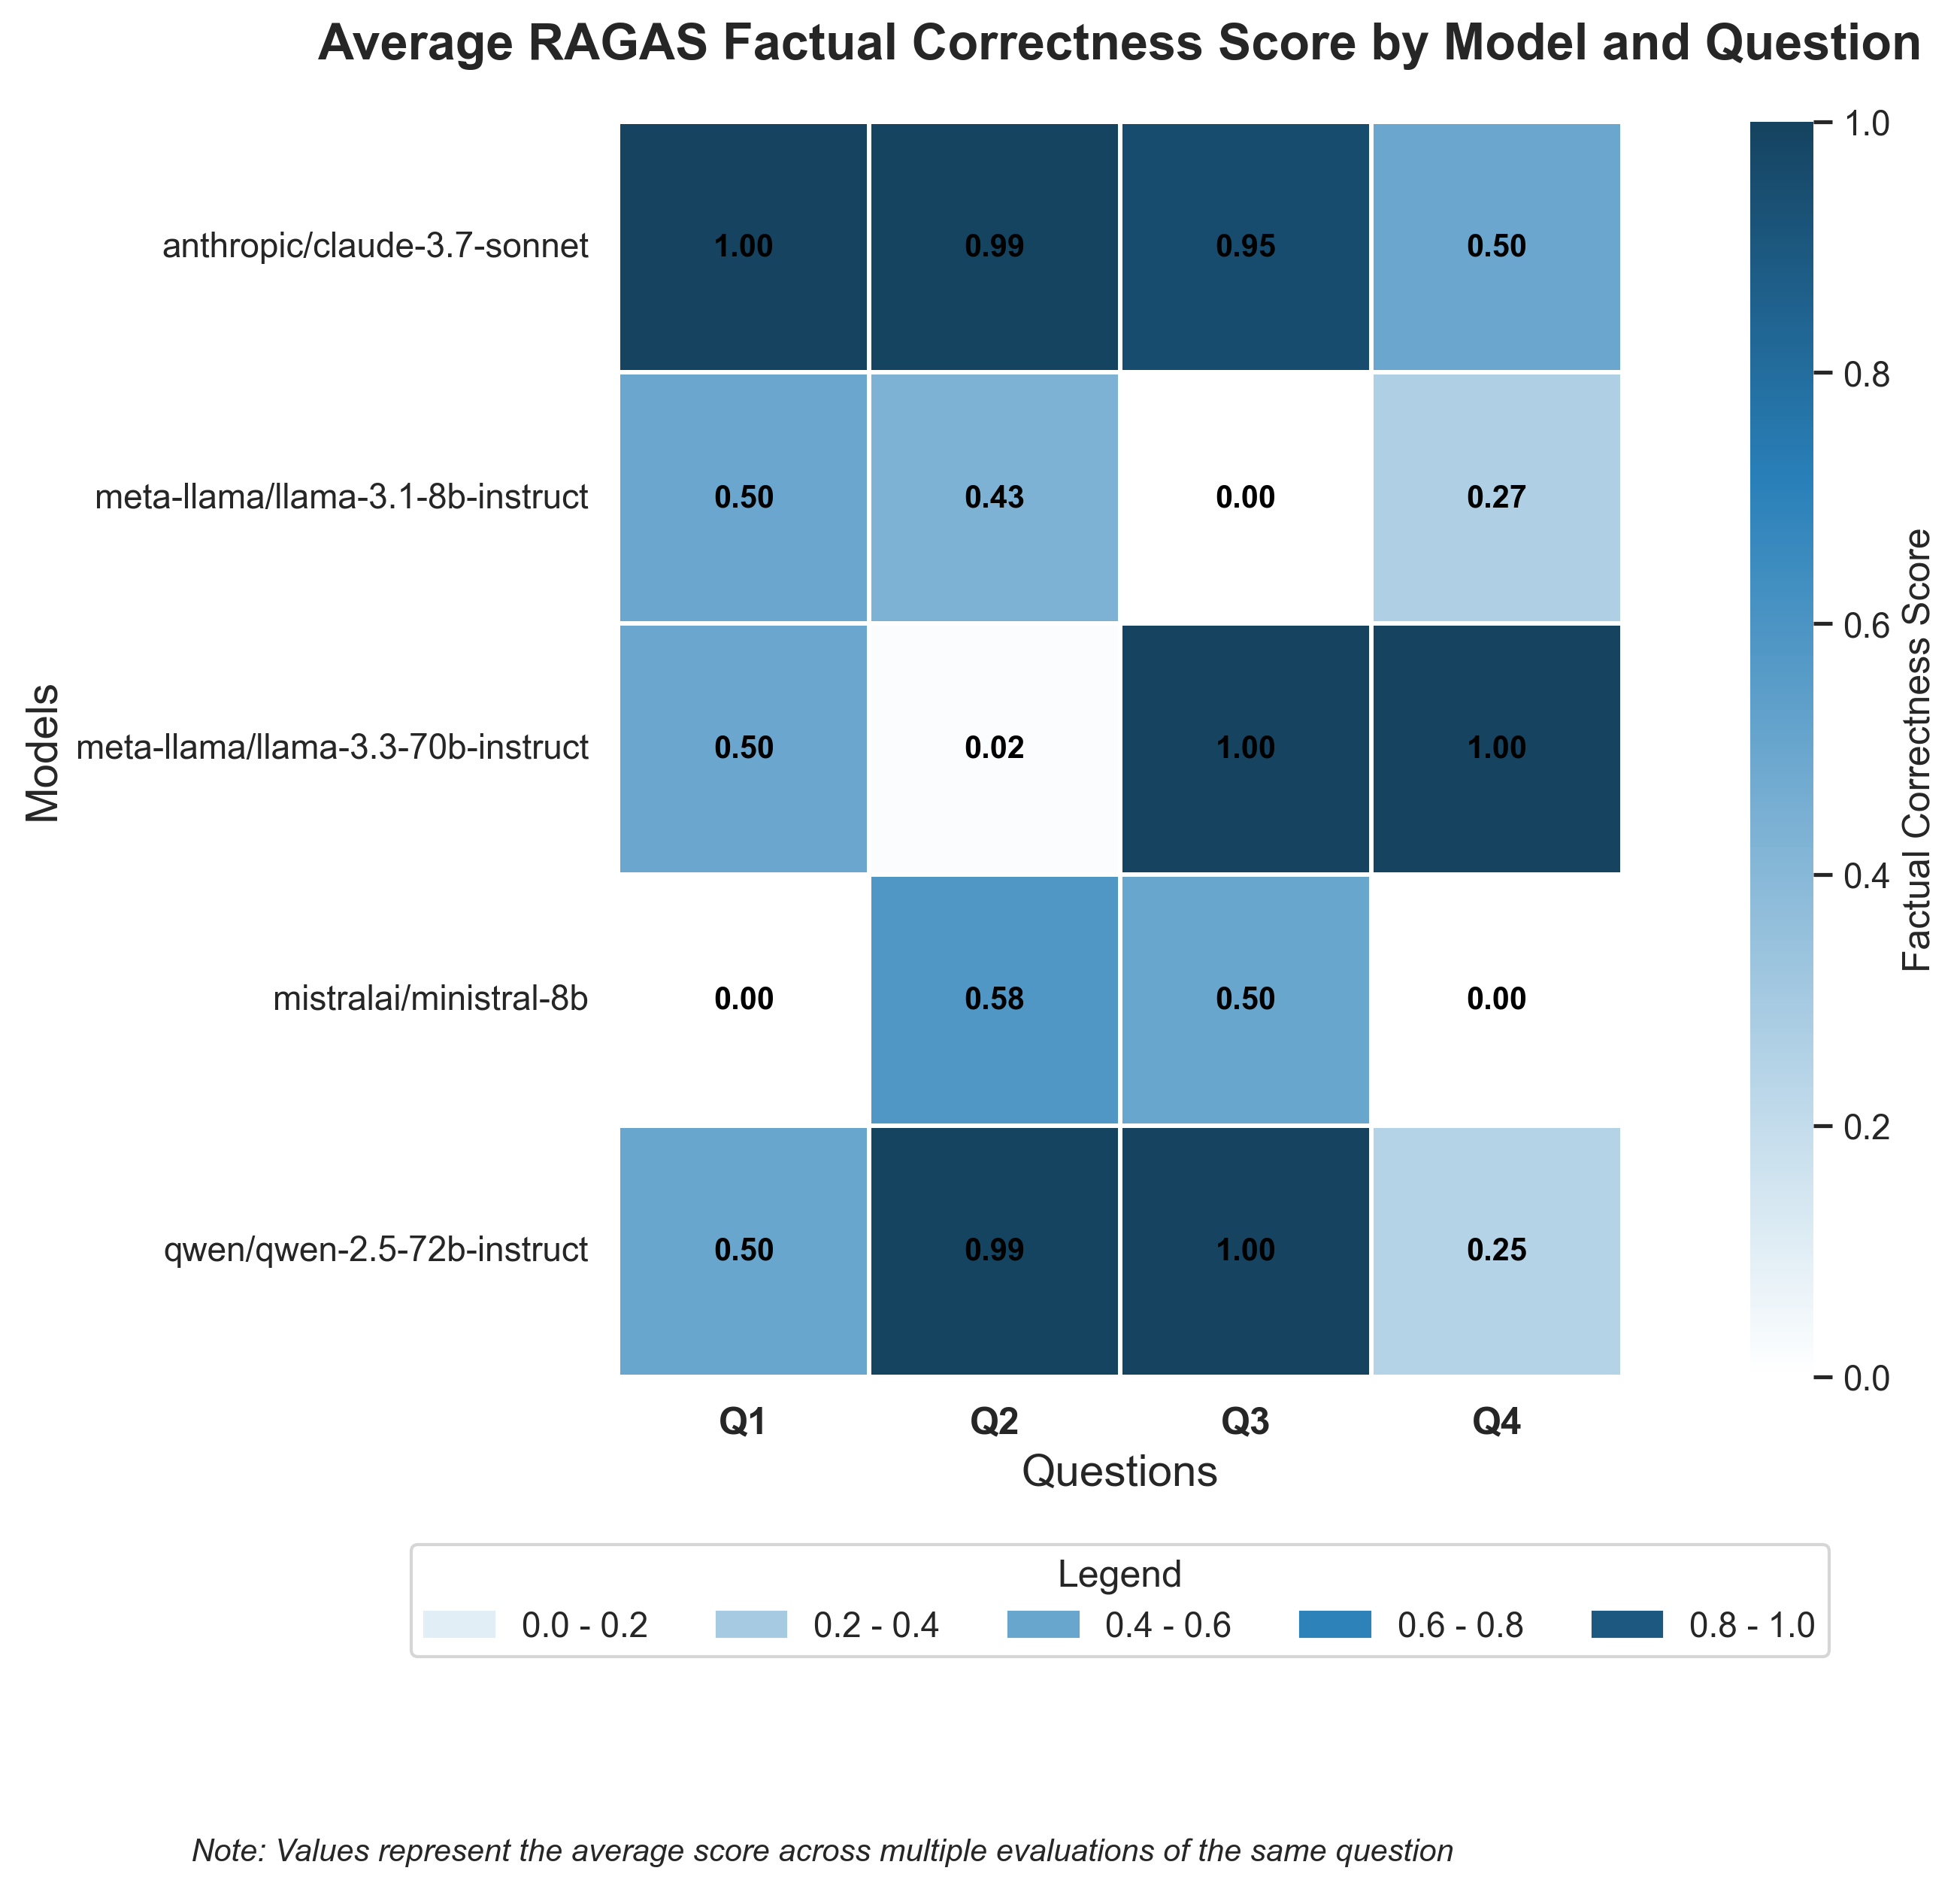 Average RAGAS Factual Correctness Score by Model and Question
anthropic/claude-3.7-sonnet 1.00 0.99 0.95 0.50
meta-llama/llama-3.1-8b-instruct 0.50 0.43 0.00 0.27
meta-llama/llama-3.3-70b-instruct 0.50 0.02 1.00 1.00
mistralai/ministral-8b 0.00 0.58 0.50 0.00
qwen/qwen-2.5-72b-instruct 0.50 0.99 1.00 0.25
Models
Q1 Q2 Q3 Q4
Questions
1.0
0.8
0.6
0.4
0.2
0.0
Factual Correctness Score
Legend
0.0 - 0.2 0.2 - 0.4 0.4 - 0.6 0.6 - 0.8 0.8 - 1.0
Note: Values represent the average score across multiple evaluations of the same question